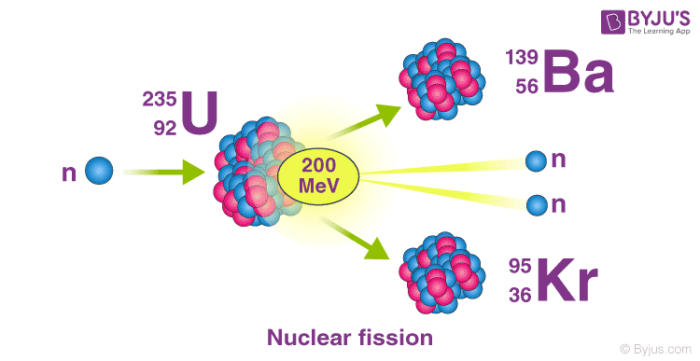 BYJU'S
The Learning App
139
56 Ba
235
92 U
200
MeV
n
n
n
95
36 Kr
Nuclear fission
© Byjus.com